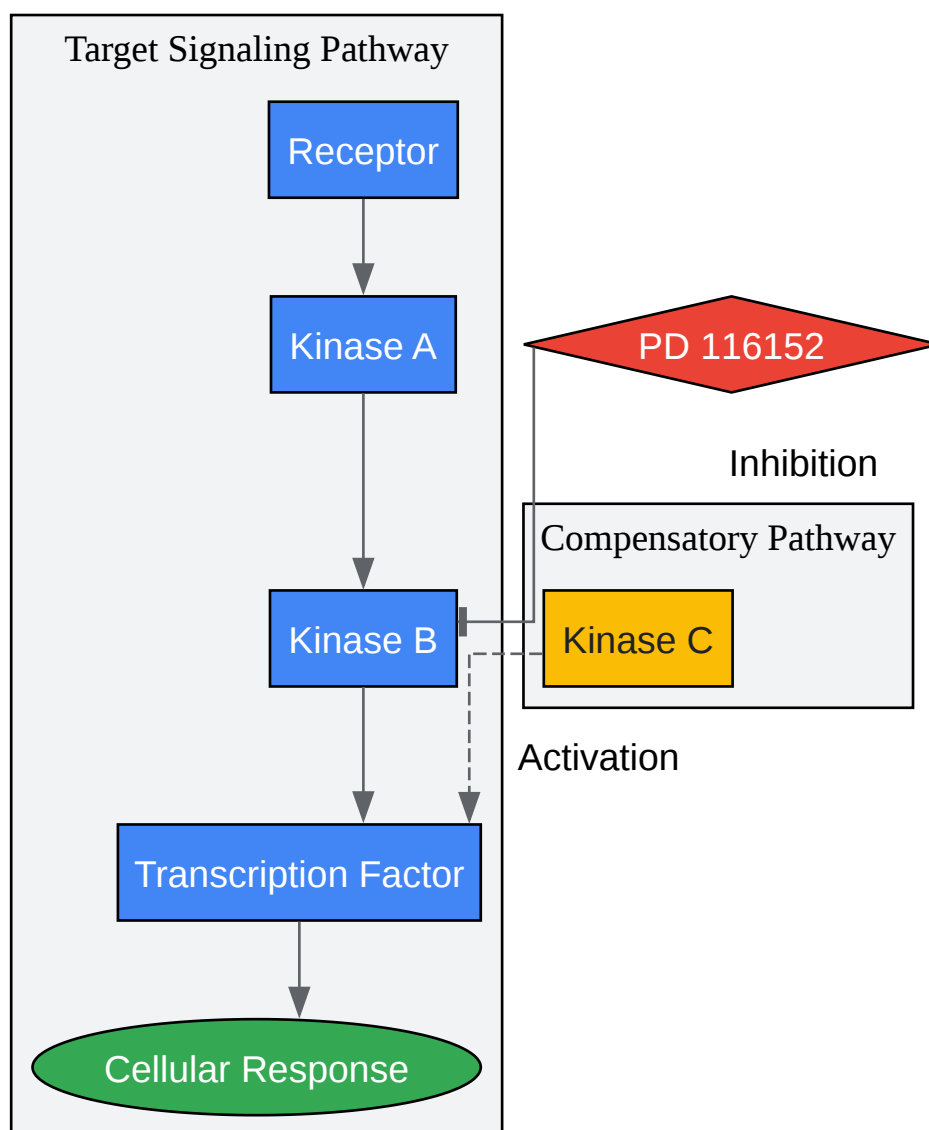 Target Signaling Pathway
Receptor
Kinase A
PD 116152
Inhibition
Compensatory Pathway
Kinase B
Kinase C
Activation
Transcription Factor
Cellular Response